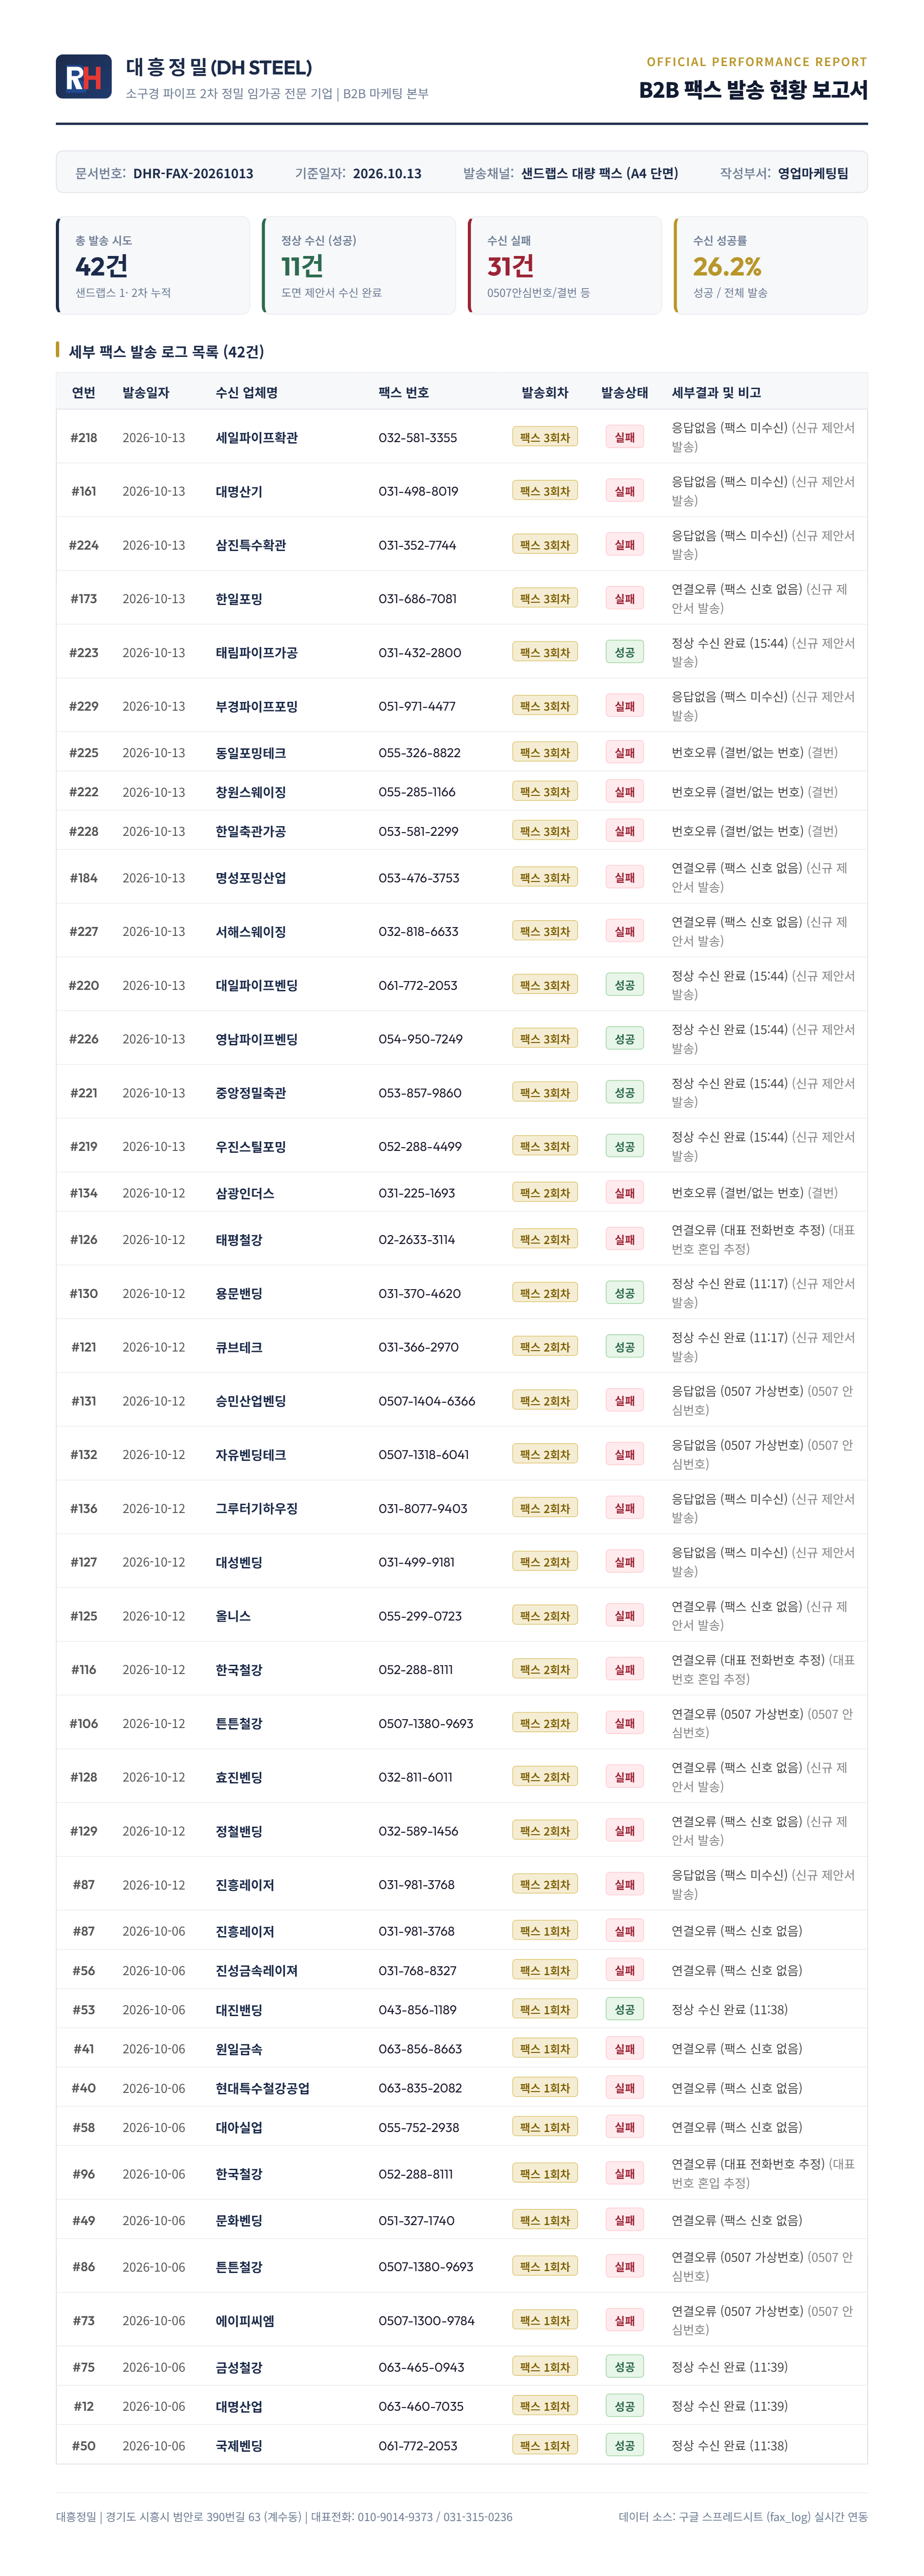 RH
대흥정밀(DH STEEL)
소구경 파이프 2차 정밀 임가공 전문 기업 | B2B 마케팅 본부
OFFICIAL PERFORMANCE REPORT
B2B 팩스 발송 현황 보고서
문서번호: DHR-FAX-20261013 기준일자: 2026.10.13 발송채널: 샌드랩스 대량 팩스 (A4 단면) 작성부서: 영업마케팅팀
총 발송 시도
42건
샌드랩스 1· 2차 누적
정상 수신 (성공)
11건
도면 제안서 수신 완료
수신 실패
31건
0507안심번호/결번 등
수신 성공률
26.2%
성공 / 전체 발송
세부 팩스 발송 로그 목록 (42건)
연번 발송일자 수신 업체명 팩스 번호 발송회차 발송상태 세부결과 및 비고
#218 2026-10-13 세일파이프확관 032-581-3355 팩스 3회차 실패 응답없음 (팩스 미수신) (신규 제안서
발송)
#161 2026-10-13 대명산기 031-498-8019 팩스 3회차 실패 응답없음 (팩스 미수신) (신규 제안서
발송)
#224 2026-10-13 삼진특수확관 031-352-7744 팩스 3회차 실패 응답없음 (팩스 미수신) (신규 제안서
발송)
#173 2026-10-13 한일포밍 031-686-7081 팩스 3회차 실패 연결오류 (팩스 신호 없음) (신규 제
안서 발송)
#223 2026-10-13 태림파이프가공 031-432-2800 팩스 3회차 성공 정상 수신 완료 (15:44) (신규 제안서
발송)
#229 2026-10-13 부경파이프포밍 051-971-4477 팩스 3회차 실패 응답없음 (팩스 미수신) (신규 제안서
발송)
#225 2026-10-13 동일포밍테크 055-326-8822 팩스 3회차 실패 번호오류 (결번/없는 번호) (결번)
#222 2026-10-13 창원스웨이징 055-285-1166 팩스 3회차 실패 번호오류 (결번/없는 번호) (결번)
#228 2026-10-13 한일축관가공 053-581-2299 팩스 3회차 실패 번호오류 (결번/없는 번호) (결번)
#184 2026-10-13 명성포밍산업 053-476-3753 팩스 3회차 실패 연결오류 (팩스 신호 없음) (신규 제
안서 발송)
#227 2026-10-13 서해스웨이징 032-818-6633 팩스 3회차 실패 연결오류 (팩스 신호 없음) (신규 제
안서 발송)
#220 2026-10-13 대일파이프벤딩 061-772-2053 팩스 3회차 성공 정상 수신 완료 (15:44) (신규 제안서
발송)
#226 2026-10-13 영남파이프벤딩 054-950-7249 팩스 3회차 성공 정상 수신 완료 (15:44) (신규 제안서
발송)
#221 2026-10-13 중앙정밀축관 053-857-9860 팩스 3회차 성공 정상 수신 완료 (15:44) (신규 제안서
발송)
#219 2026-10-13 우진스틸포밍 052-288-4499 팩스 3회차 성공 정상 수신 완료 (15:44) (신규 제안서
발송)
#134 2026-10-12 삼광인더스 031-225-1693 팩스 2회차 실패 번호오류 (결번/없는 번호) (결번)
#126 2026-10-12 태평철강 02-2633-3114 팩스 2회차 실패 연결오류 (대표 전화번호 추정) (대표
번호 혼입 추정)
#130 2026-10-12 용문밴딩 031-370-4620 팩스 2회차 성공 정상 수신 완료 (11:17) (신규 제안서
발송)
#121 2026-10-12 큐브테크 031-366-2970 팩스 2회차 성공 정상 수신 완료 (11:17) (신규 제안서
발송)
#131 2026-10-12 승민산업벤딩 0507-1404-6366 팩스 2회차 실패 응답없음 (0507 가상번호) (0507 안
심번호)
#132 2026-10-12 자유벤딩테크 0507-1318-6041 팩스 2회차 실패 응답없음 (0507 가상번호) (0507 안
심번호)
#136 2026-10-12 그루터기하우징 031-8077-9403 팩스 2회차 실패 응답없음 (팩스 미수신) (신규 제안서
발송)
#127 2026-10-12 대성벤딩 031-499-9181 팩스 2회차 실패 응답없음 (팩스 미수신) (신규 제안서
발송)
#125 2026-10-12 올니스 055-299-0723 팩스 2회차 실패 연결오류 (팩스 신호 없음) (신규 제
안서 발송)
#116 2026-10-12 한국철강 052-288-8111 팩스 2회차 실패 연결오류 (대표 전화번호 추정) (대표
번호 혼입 추정)
#106 2026-10-12 튼튼철강 0507-1380-9693 팩스 2회차 실패 연결오류 (0507 가상번호) (0507 안
심번호)
#128 2026-10-12 효진벤딩 032-811-6011 팩스 2회차 실패 연결오류 (팩스 신호 없음) (신규 제
안서 발송)
#129 2026-10-12 정철밴딩 032-589-1456 팩스 2회차 실패 연결오류 (팩스 신호 없음) (신규 제
안서 발송)
#87 2026-10-12 진흥레이저 031-981-3768 팩스 2회차 실패 응답없음 (팩스 미수신) (신규 제안서
발송)
#87 2026-10-06 진흥레이저 031-981-3768 팩스 1회차 실패 연결오류 (팩스 신호 없음)
#56 2026-10-06 진성금속레이져 031-768-8327 팩스 1회차 실패 연결오류 (팩스 신호 없음)
#53 2026-10-06 대진밴딩 043-856-1189 팩스 1회차 성공 정상 수신 완료 (11:38)
#41 2026-10-06 원일금속 063-856-8663 팩스 1회차 실패 연결오류 (팩스 신호 없음)
#40 2026-10-06 현대특수철강공업 063-835-2082 팩스 1회차 실패 연결오류 (팩스 신호 없음)
#58 2026-10-06 대아실업 055-752-2938 팩스 1회차 실패 연결오류 (팩스 신호 없음)
#96 2026-10-06 한국철강 052-288-8111 팩스 1회차 실패 연결오류 (대표 전화번호 추정) (대표
번호 혼입 추정)
#49 2026-10-06 문화벤딩 051-327-1740 팩스 1회차 실패 연결오류 (팩스 신호 없음)
#86 2026-10-06 튼튼철강 0507-1380-9693 팩스 1회차 실패 연결오류 (0507 가상번호) (0507 안
심번호)
#73 2026-10-06 에이피씨엠 0507-1300-9784 팩스 1회차 실패 연결오류 (0507 가상번호) (0507 안
심번호)
#75 2026-10-06 금성철강 063-465-0943 팩스 1회차 성공 정상 수신 완료 (11:39)
#12 2026-10-06 대명산업 063-460-7035 팩스 1회차 성공 정상 수신 완료 (11:39)
#50 2026-10-06 국제벤딩 061-772-2053 팩스 1회차 성공 정상 수신 완료 (11:38)
대흥정밀 | 경기도 시흥시 범안로 390번길 63 (계수동) | 대표전화: 010-9014-9373 / 031-315-0236
데이터 소스: 구글 스프레드시트 (fax_log) 실시간 연동